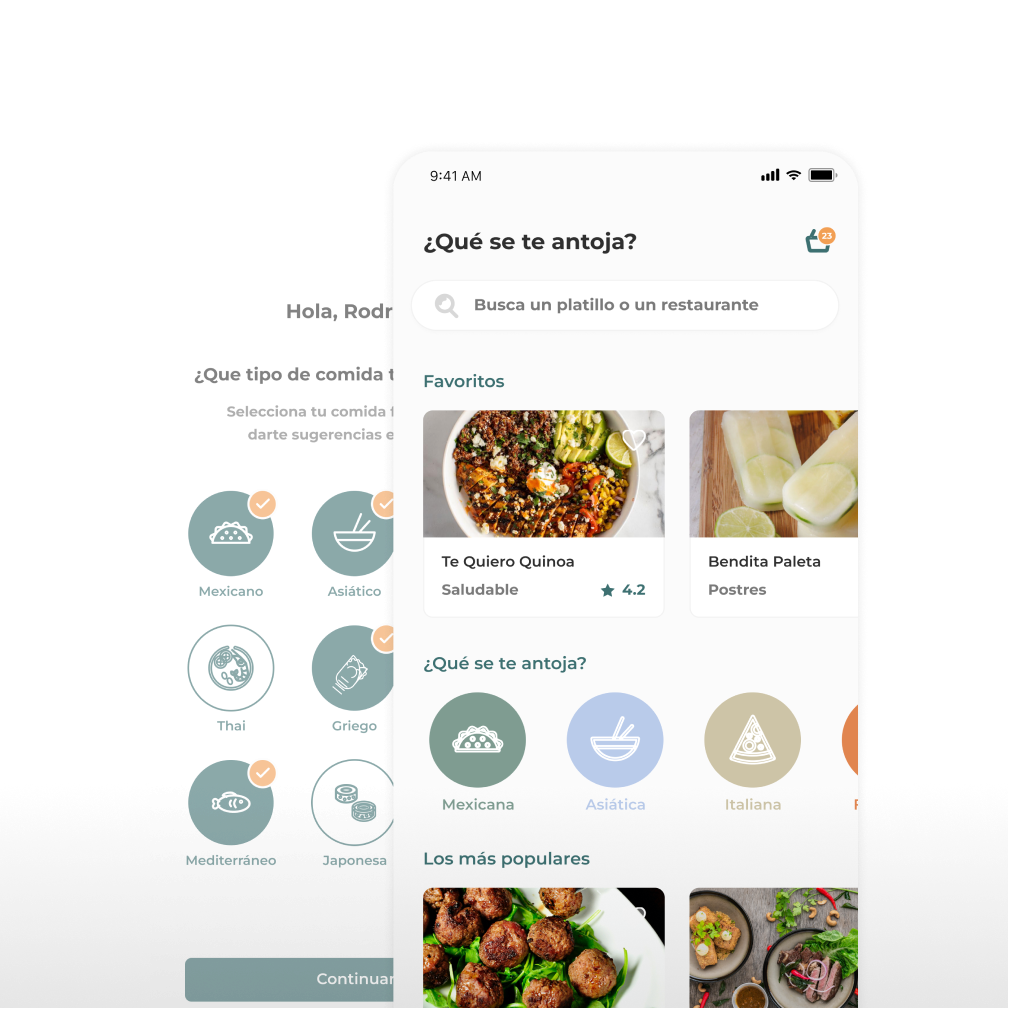 9:41 AM
¿Qué se te antoja?
23
Busca un platillo o un restaurante
Favoritos
Te Quiero Quinoa
Saludable
4.2
Bendita Paleta
Postres
¿Qué se te antoja?
Mexicana
Asiática
Italiana
Los más populares
Hola, Rodr
¿Que tipo de comida t
Selecciona tu comida f
darte sugerencias e
Mexicano
Asiático
Thai
Griego
Mediterráneo
Japonesa
Continuar